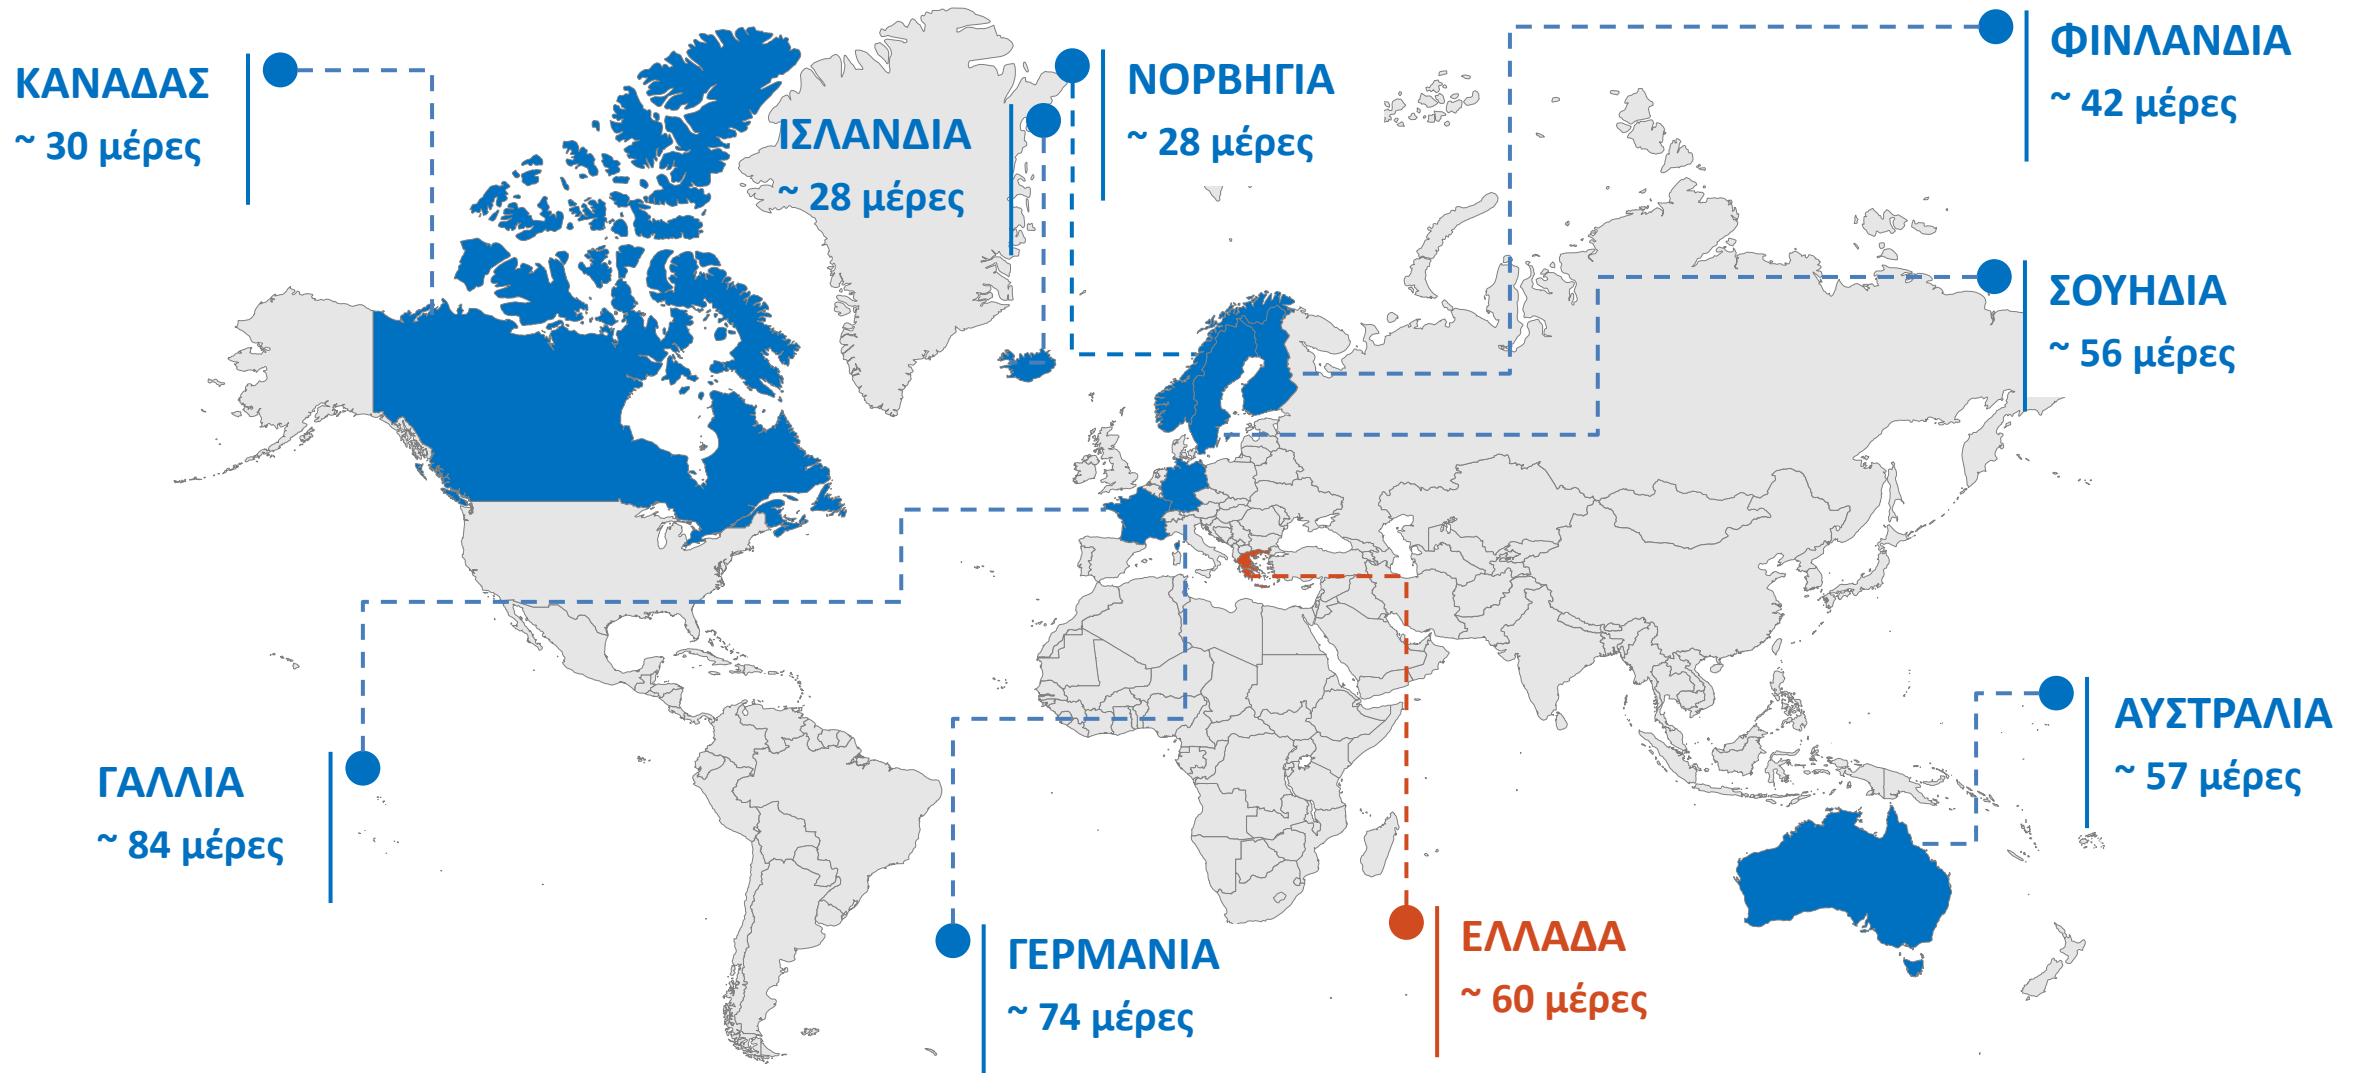 ΚΑΝΑΔΑΣ
~ 30 μέρες
ΙΣΛΑΝΔΙΑ
~ 28 μέρες
ΝΟΡΒΗΓΙΑ
~ 28 μέρες
ΦΙΝΛΑΝΔΙΑ
~ 42 μέρες
ΣΟΥΗΔΙΑ
~ 56 μέρες
ΓΑΛΛΙΑ
~ 84 μέρες
ΓΕΡΜΑΝΙΑ
~ 74 μέρες
ΕΛΛΑΔΑ
~ 60 μέρες
ΑΥΣΤΡΑΛΙΑ
~ 57 μέρες